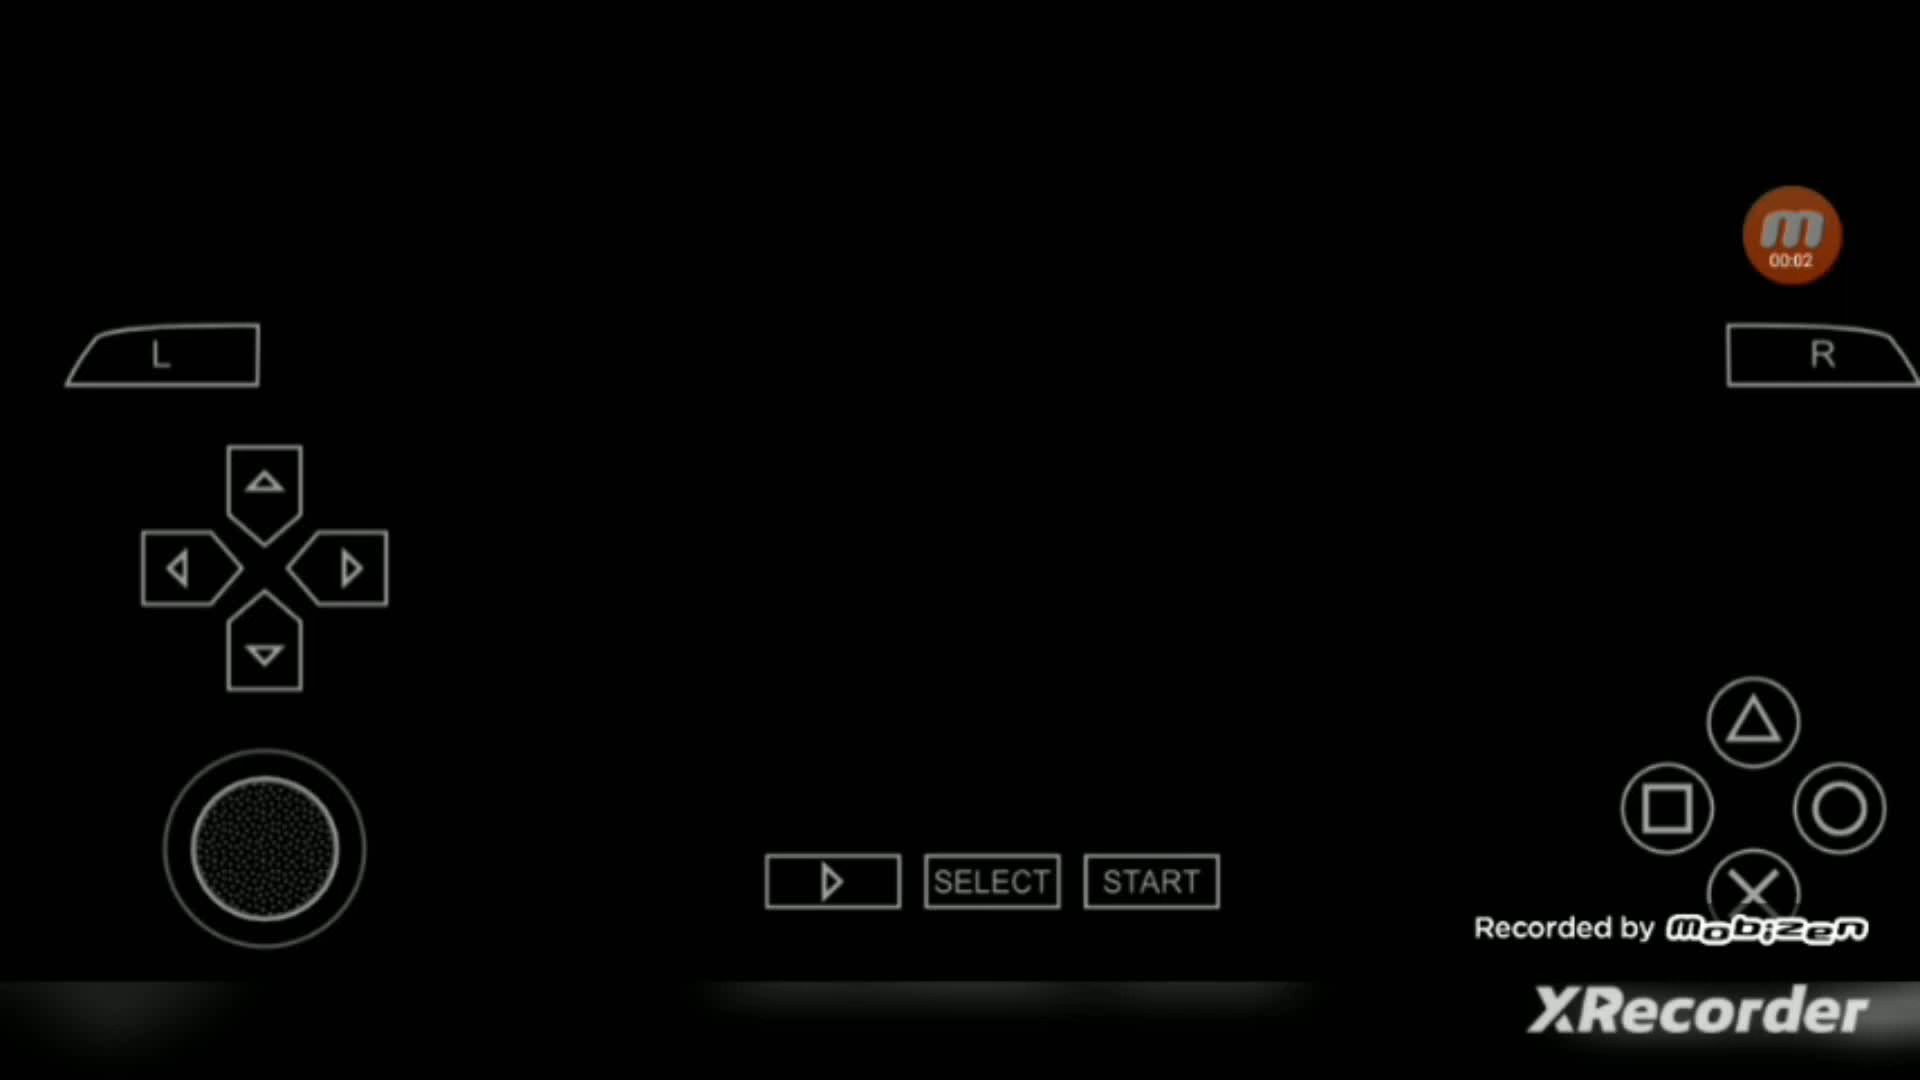 m
00:02
L
R
SELECT
START
Recorded by mobizen
XRecorder